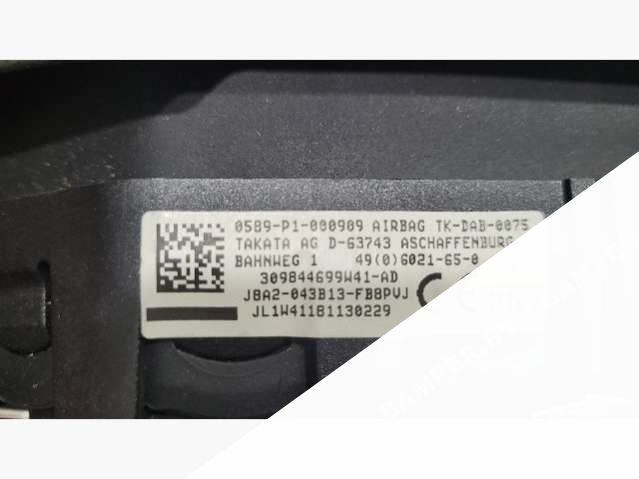 0589-P1-000909 AIRBAG TK-DAB-0075
TAKATA AG D-63743 ASCHAFFENBURG
BAHNWEG 1 49(0)6021-65-0
309844699W41-AD
J8A2-043B13-FB8PVJ
JL1W411B1130229